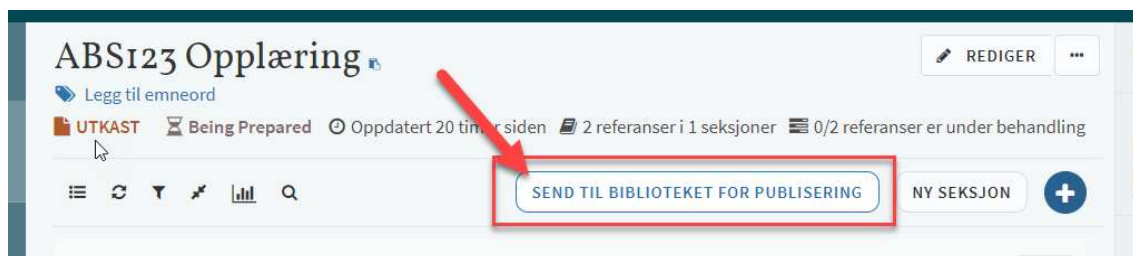 ABS123 Opplæring
REDIGER
Legg til emneord
UTKAST Being Prepared Oppdatert 20 timer siden 2 referanser i 1 seksjoner 0/2 referanser er under behandling
SEND TIL BIBLIOTEKET FOR PUBLISERING NY SEKSJON